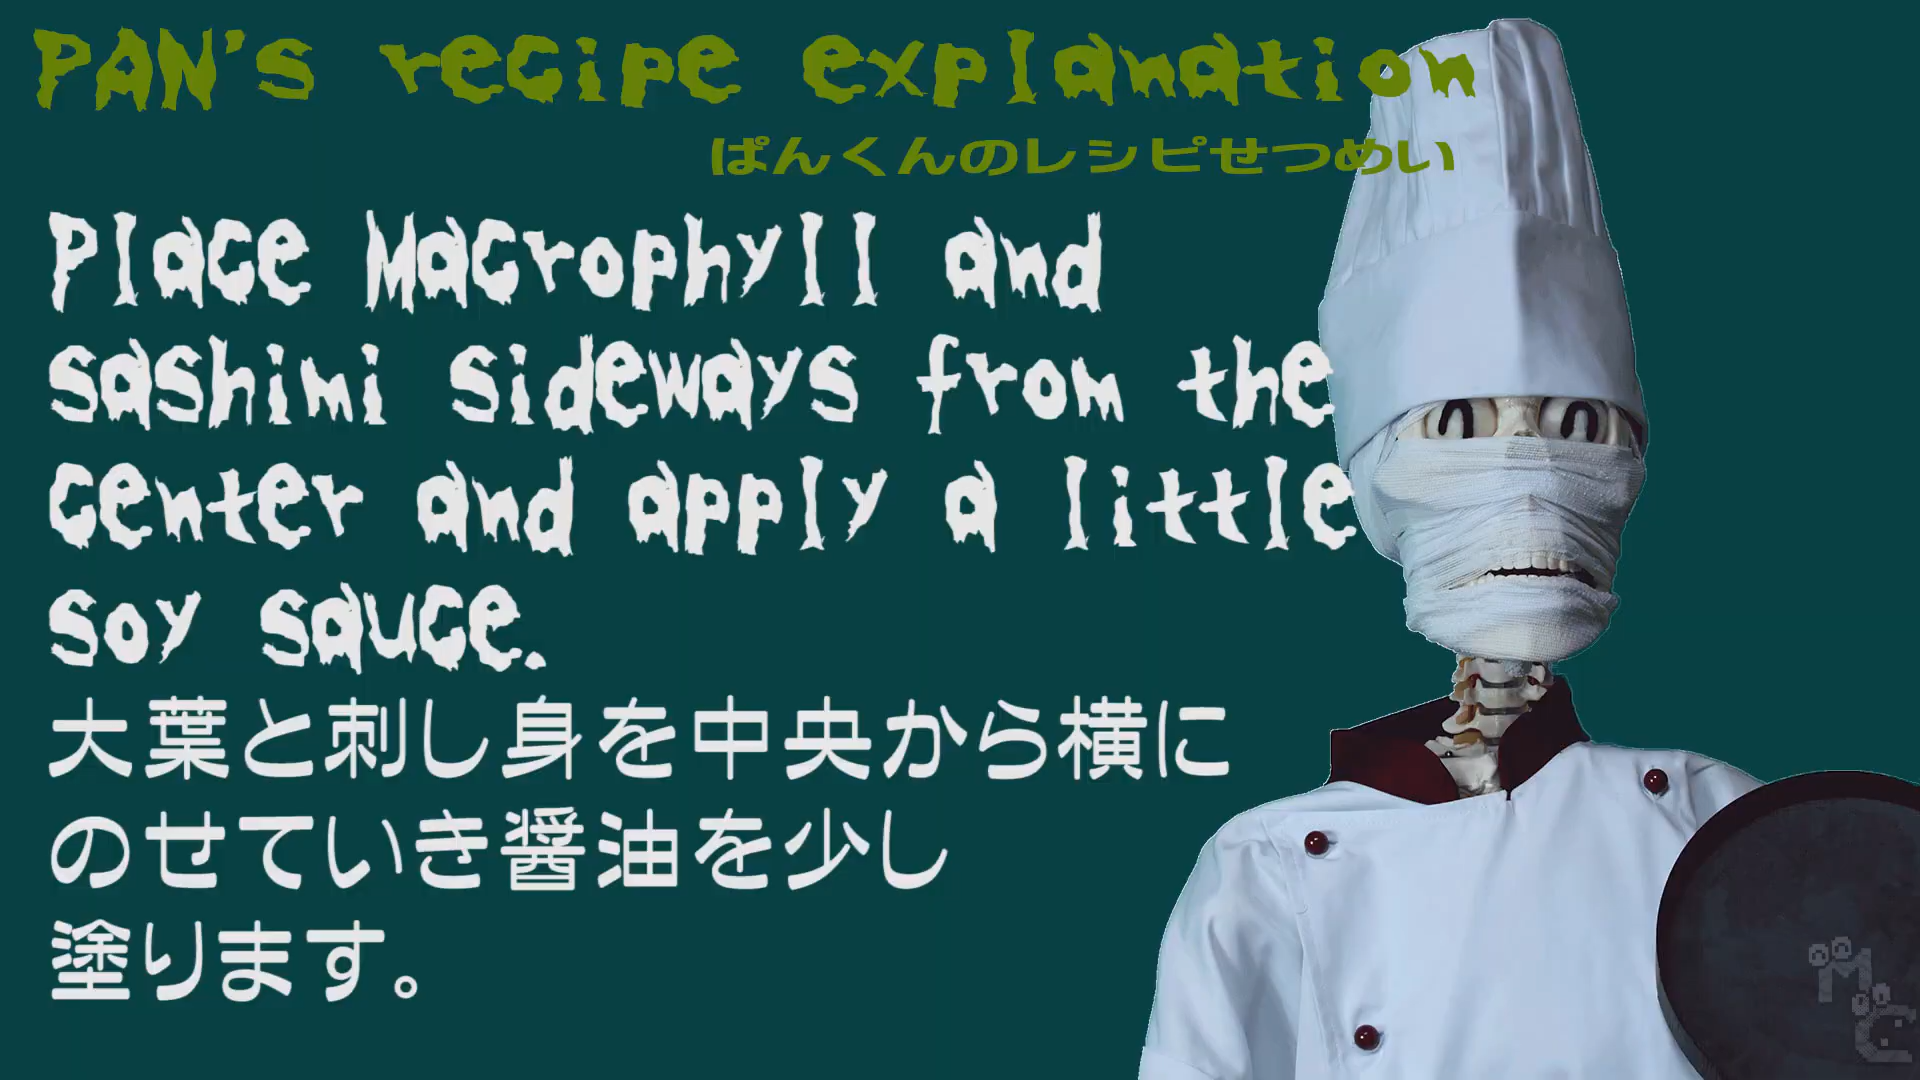 PAN's recipe explanation
ぱんくんのレシピせつめい
Place Macrophyll and
sashimi sideways from the
center and apply a little
soy sauce.
大葉と刺し身を中央から横に
のせていき醤油を少し
塗ります。
M
C